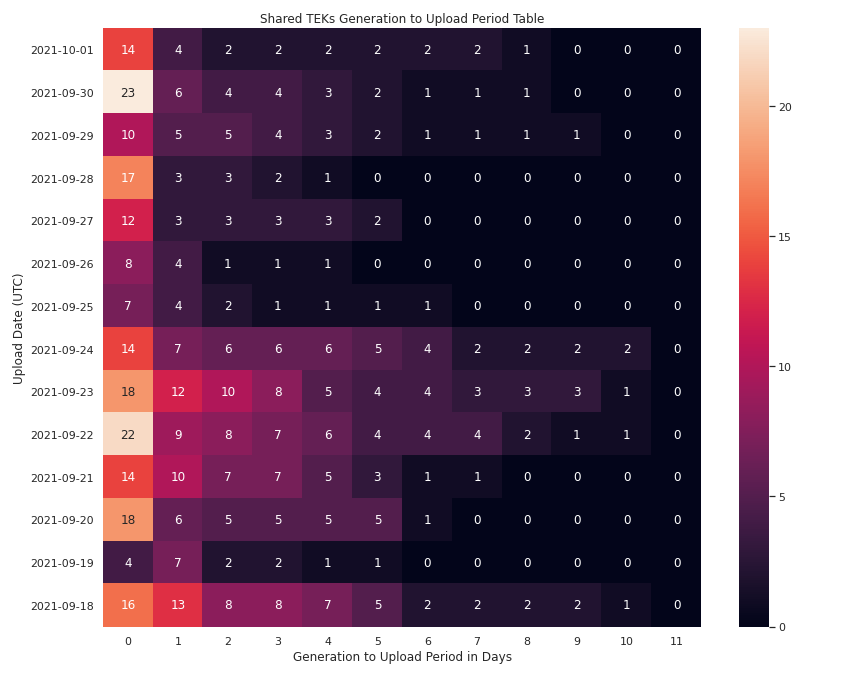 Shared TEKs Generation to Upload Period Table
2021-10-01 14 4 2 2 2 2 2 2 1 0 0 0
2021-09-30 23 6 4 4 3 2 1 1 1 0 0 0
2021-09-29 10 5 5 4 3 2 1 1 1 1 0 0
2021-09-28 17 3 3 2 1 0 0 0 0 0 0 0
2021-09-27 12 3 3 3 3 2 0 0 0 0 0 0
2021-09-26 8 4 1 1 1 0 0 0 0 0 0 0
2021-09-25 7 4 2 1 1 1 1 0 0 0 0 0
2021-09-24 14 7 6 6 6 5 4 2 2 2 2 0
2021-09-23 18 12 10 8 5 4 4 3 3 3 1 0
2021-09-22 22 9 8 7 6 4 4 4 2 1 1 0
2021-09-21 14 10 7 7 5 3 1 1 0 0 0 0
2021-09-20 18 6 5 5 5 5 1 0 0 0 0 0
2021-09-19 4 7 2 2 1 1 0 0 0 0 0 0
2021-09-18 16 13 8 8 7 5 2 2 2 2 1 0
0 1 2 3 4 5 6 7 8 9 10 11
Generation to Upload Period in Days
Upload Date (UTC)
20
15
10
5
0